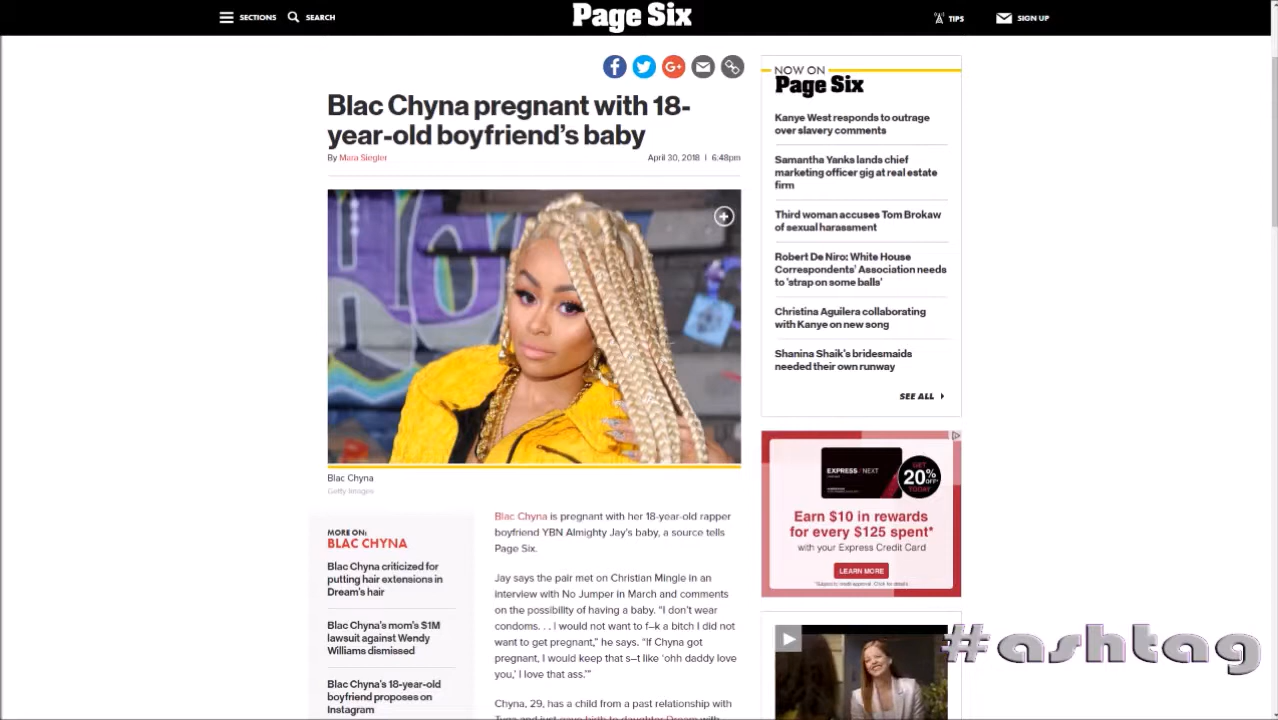 SECTIONS
SEARCH
Page Six
TIPS
SIGN UP
Blac Chyna pregnant with 18-
year-old boyfriend's baby
By Mara Siegler
April 30, 2018 | 6:48pm
Blac Chyna
Getty Images
MORE ON:
BLAC CHYNA
Blac Chyna criticized for
putting hair extensions in
Dream's hair
Blac Chyna's mom's $1M
lawsuit against Wendy
Williams dismissed
Blac Chyna's 18-year-old
boyfriend proposes on
Instagram
Blac Chyna is pregnant with her 18-year-old rapper
boyfriend YBN Almighty Jay's baby, a source tells
Page Six.
Jay says the pair met on Christian Mingle in an
interview with No Jumper in March and comments
on the possibility of having a baby. “I don't wear
condoms. . . I would not want to f–k a bitch I did not
want to get pregnant,” he says. “If Chyna got
pregnant, I would keep that s–t like ‘ohh daddy love
you,’ I love that ass.”
Chyna, 29, has a child from a past relationship with
Tyga and just gave birth to daughter Dream with
NOW ON
Page Six
Kanye West responds to outrage
over slavery comments
Samantha Yanks lands chief
marketing officer gig at real estate
firm
Third woman accuses Tom Brokaw
of sexual harassment
Robert De Niro: White House
Correspondents' Association needs
to ‘strap on some balls’
Christina Aguilera collaborating
with Kanye on new song
Shanina Shaik's bridesmaids
needed their own runway
SEE ALL
EXPRESS NEXT
GET
20%
OFF*
TODAY
Earn $10 in rewards
for every $125 spent*
with your Express Credit Card
LEARN MORE
#ashtag